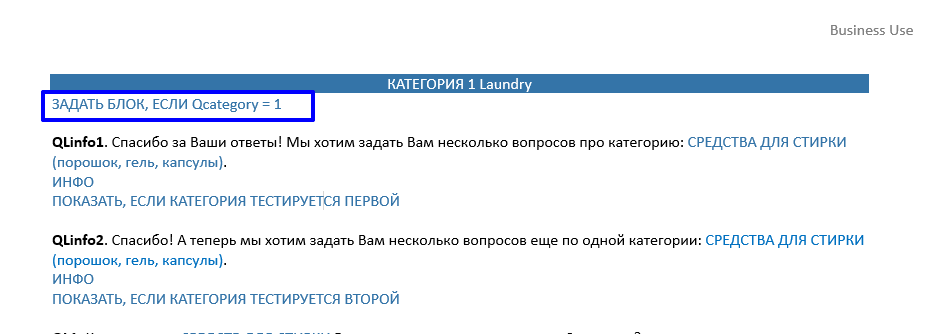 Business Use
КАТЕГОРИЯ 1 Laundry
ЗАДАТЬ БЛОК, ЕСЛИ Qcategory = 1
QLinfo1. Спасибо за Ваши ответы! Мы хотим задать Вам несколько вопросов про категорию: СРЕДСТВА ДЛЯ СТИРКИ
(порошок, гель, капсулы).
ИНФО
ПОКАЗАТЬ, ЕСЛИ КАТЕГОРИЯ ТЕСТИРУЕТСЯ ПЕРВОЙ
QLinfo2. Спасибо! А теперь мы хотим задать Вам несколько вопросов еще по одной категории: СРЕДСТВА ДЛЯ СТИРКИ
(порошок, гель, капсулы).
ИНФО
ПОКАЗАТЬ, ЕСЛИ КАТЕГОРИЯ ТЕСТИРУЕТСЯ ВТОРОЙ